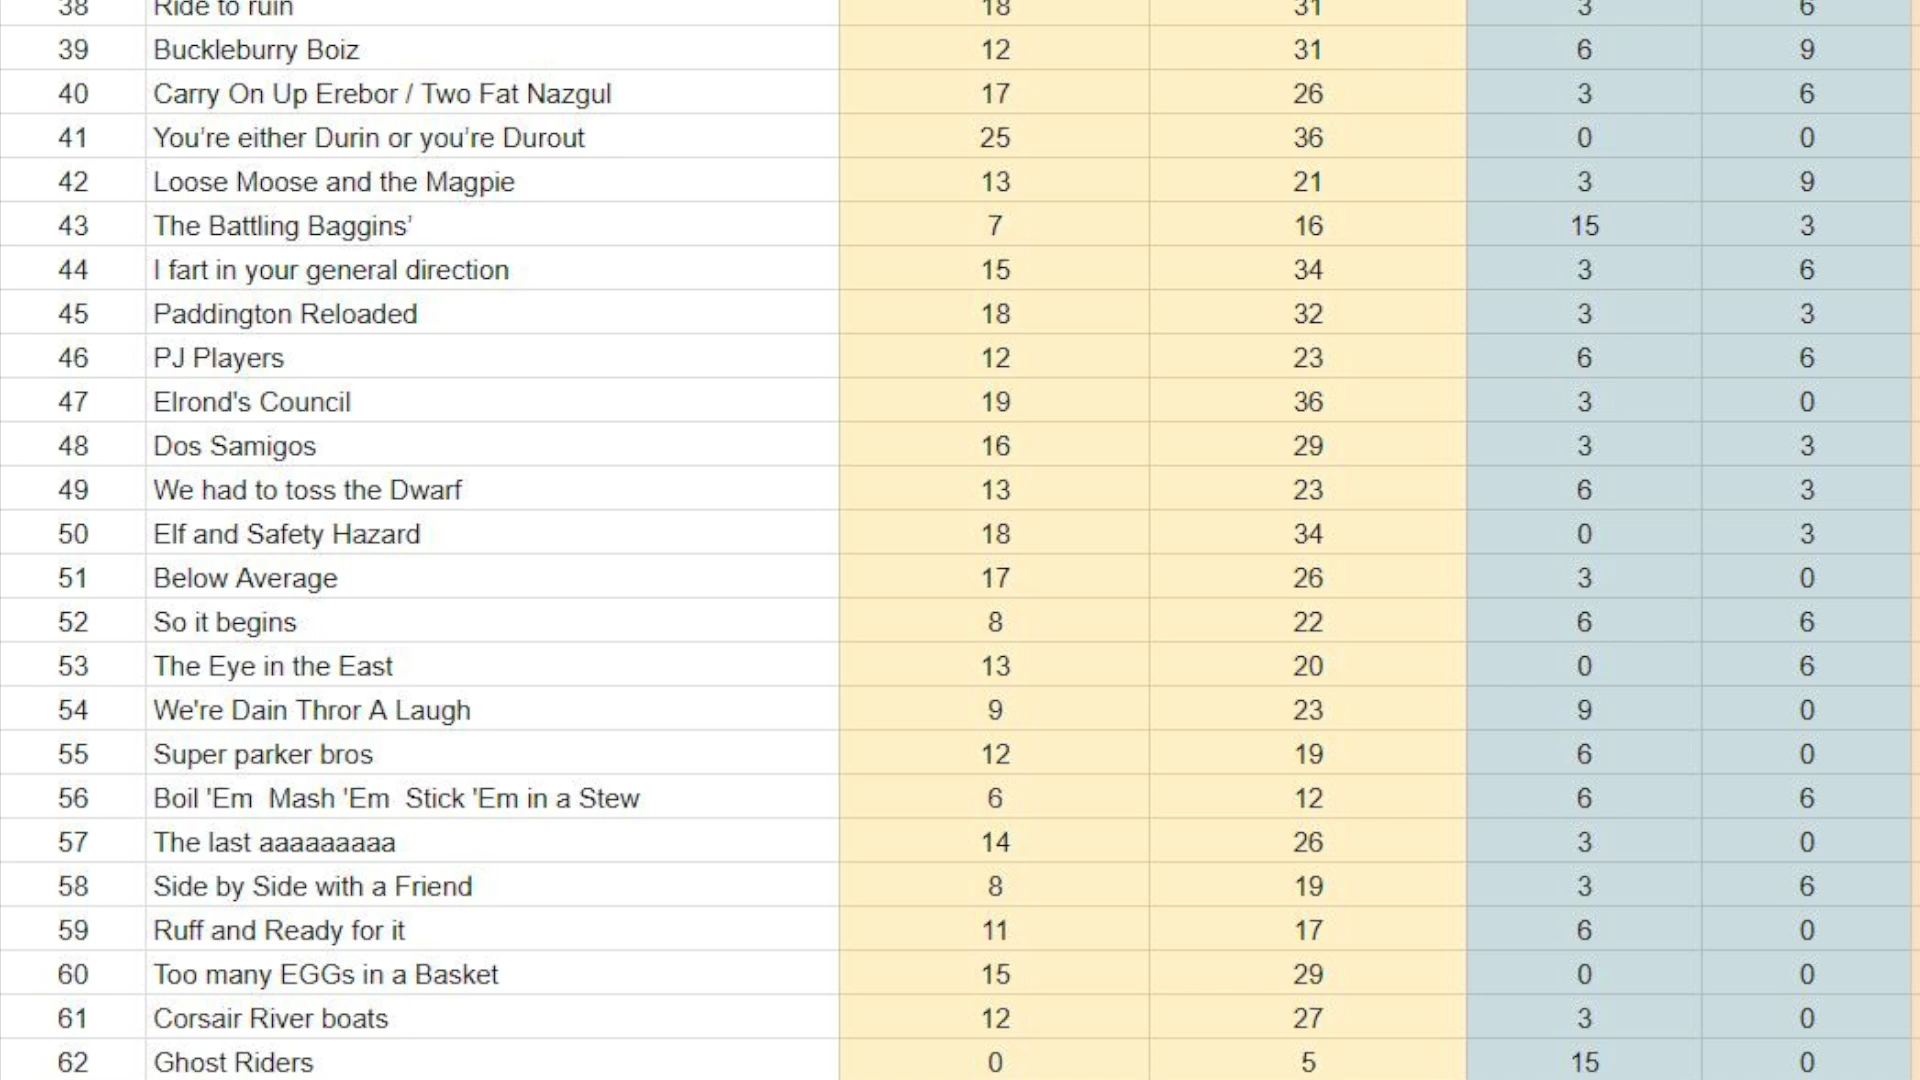 38 Ride to ruin 18 31 3 6
39 Buckleburry Boiz 12 31 6 9
40 Carry On Up Erebor / Two Fat Nazgul 17 26 3 6
41 You’re either Durin or you’re Durout 25 36 0 0
42 Loose Moose and the Magpie 13 21 3 9
43 The Battling Baggins’ 7 16 15 3
44 I fart in your general direction 15 34 3 6
45 Paddington Reloaded 18 32 3 3
46 PJ Players 12 23 6 6
47 Elrond's Council 19 36 3 0
48 Dos Samigos 16 29 3 3
49 We had to toss the Dwarf 13 23 6 3
50 Elf and Safety Hazard 18 34 0 3
51 Below Average 17 26 3 0
52 So it begins 8 22 6 6
53 The Eye in the East 13 20 0 6
54 We're Dain Thror A Laugh 9 23 9 0
55 Super parker bros 12 19 6 0
56 Boil 'Em  Mash 'Em  Stick 'Em in a Stew 6 12 6 6
57 The last aaaaaaaaa 14 26 3 0
58 Side by Side with a Friend 8 19 3 6
59 Ruff and Ready for it 11 17 6 0
60 Too many EGGs in a Basket 15 29 0 0
61 Corsair River boats 12 27 3 0
62 Ghost Riders 0 5 15 0